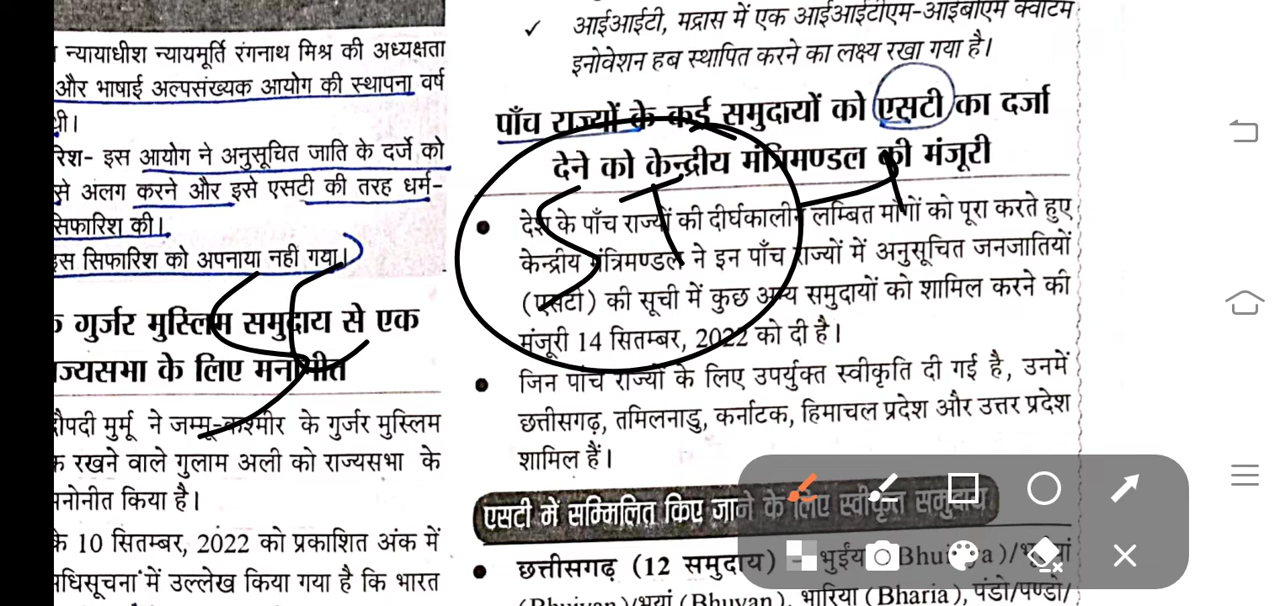 न्यायाधीश न्यायमूर्ति रंगनाथ मिश्र की अध्यक्षता
और भाषाई अल्पसंख्यक आयोग की स्थापना वर्ष
थी।
रिश- इस आयोग ने अनुसूचित जाति के दर्जे को
से अलग करने और इसे एसटी की तरह धर्म-
सिफारिश की।
इस सिफारिश को अपनाया नही गया।
गुर्जर मुस्लिम समुदाय से एक
ज्यसभा के लिए मनोनीत
द्रौपदी मुर्मू ने जम्मू-कश्मीर के गुर्जर मुस्लिम
रखने वाले गुलाम अली को राज्यसभा के
मनोनीत किया है।
के 10 सितम्बर, 2022 को प्रकाशित अंक में
अधिसूचना में उल्लेख किया गया है कि भारत
✓ आईआईटी, मद्रास में एक आईआईटीएम-आईबीएम क्वांटम
इनोवेशन हब स्थापित करने का लक्ष्य रखा गया है।
पाँच राज्यों के कई समुदायों को एसटी का दर्जा
देने को केन्द्रीय मंत्रिमण्डल की मंजूरी
• देश के पाँच राज्यों की दीर्घकालीन लम्बित माँगों को पूरा करते हुए
केन्द्रीय मंत्रिमण्डल ने इन पाँच राज्यों में अनुसूचित जनजातियों
(एसटी) की सूची में कुछ अन्य समुदायों को शामिल करने की
मंजूरी 14 सितम्बर, 2022 को दी है।
ST
• जिन पांच राज्यों के लिए उपर्युक्त स्वीकृति दी गई है, उनमें
छत्तीसगढ़, तमिलनाडु, कर्नाटक, हिमाचल प्रदेश और उत्तर प्रदेश
शामिल हैं।
एसटी में सम्मिलित किए जाने के लिए स्वीकृत समुदाय
• छत्तीसगढ़ (12 समुदाय) -
(Bhuiyan)/भूयां (Bhuyan), भारिया (Bharia), पंडो/पण्डो/